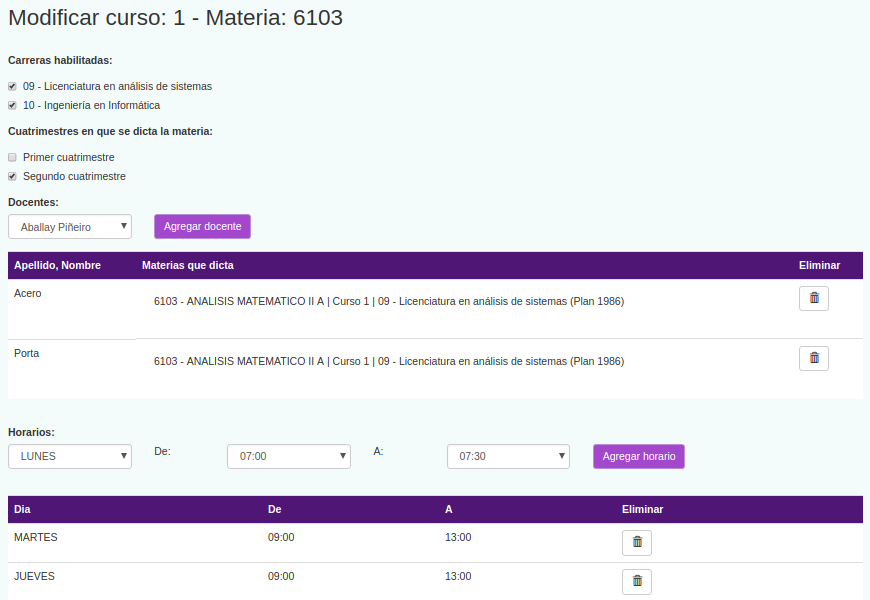 Modificar curso: 1 - Materia: 6103
Carreras habilitadas:
09 - Licenciatura en análisis de sistemas
10 - Ingeniería en Informática
Cuatrimestres en que se dicta la materia:
Primer cuatrimestre
Segundo cuatrimestre
Docentes:
Aballay Piñeiro Agregar docente
Apellido, Nombre Materias que dicta Eliminar
Acero
6103 - ANALISIS MATEMATICO II A | Curso 1 | 09 - Licenciatura en análisis de sistemas (Plan 1986)
Porta
6103 - ANALISIS MATEMATICO II A | Curso 1 | 09 - Licenciatura en análisis de sistemas (Plan 1986)
Horarios:
LUNES De: 07:00 A: 07:30 Agregar horario
Dia De A Eliminar
MARTES 09:00 13:00
JUEVES 09:00 13:00